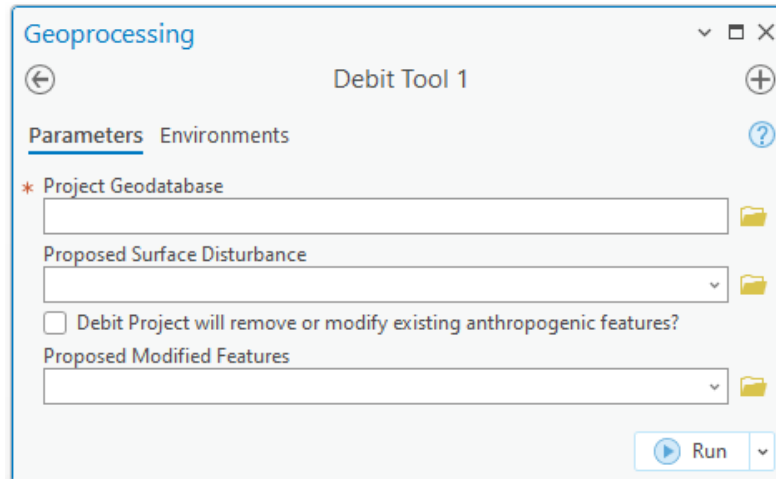 Geoprocessing
Debit Tool 1
Parameters Environments
* Project Geodatabase
Proposed Surface Disturbance
Debit Project will remove or modify existing anthropogenic features?
Proposed Modified Features
Run